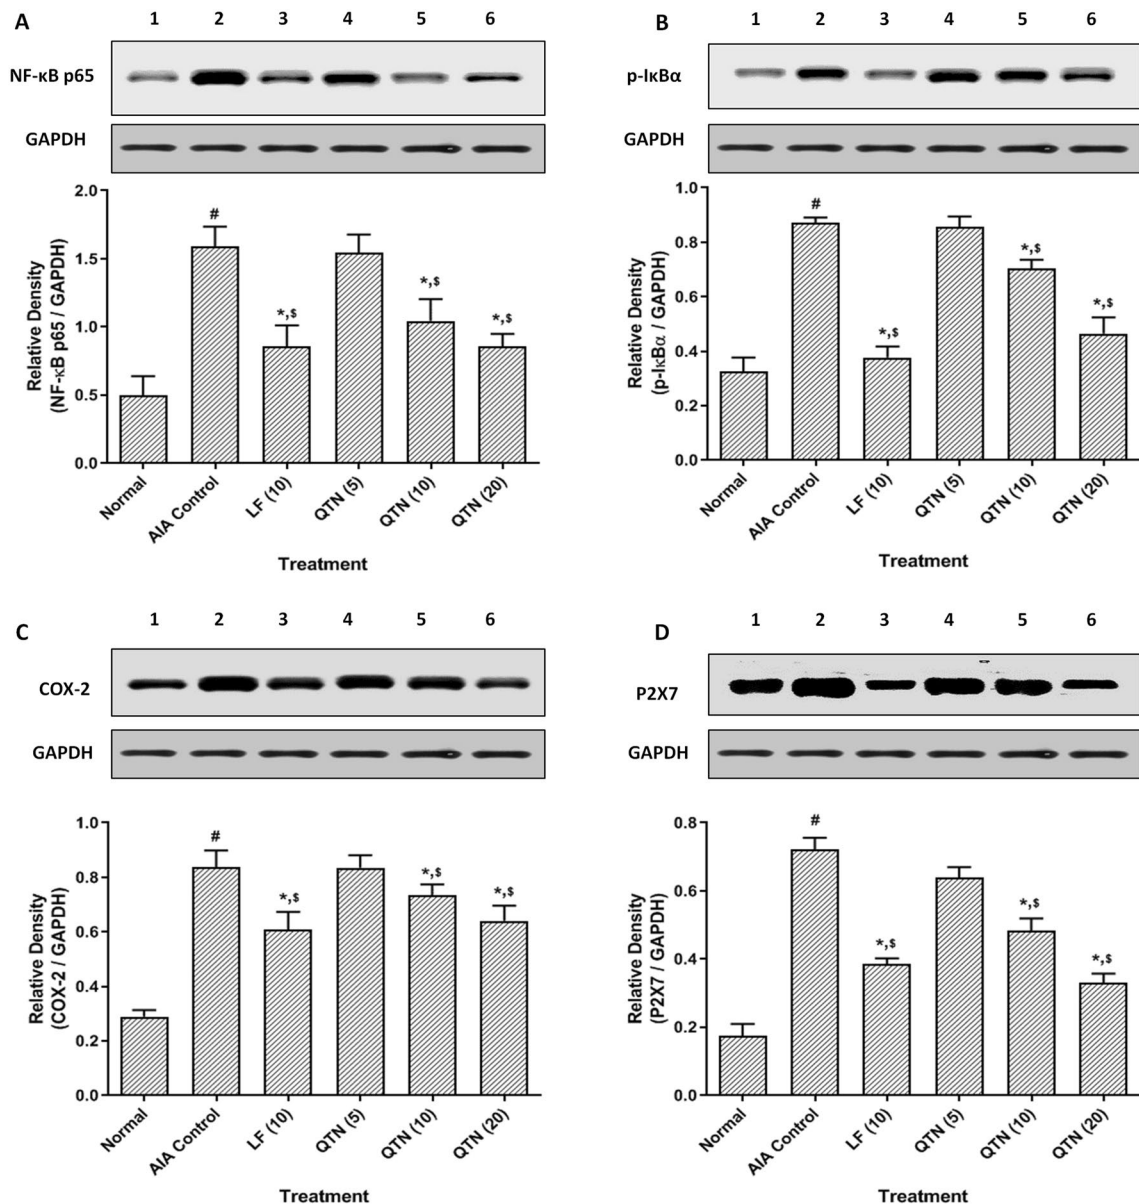 A
1 2 3 4 5 6
NF-κB p65
GAPDH
2.0
1.5
1.0
0.5
0.0
Relative Density
(NF-κB p65 / GAPDH)
#
*,$
*,$
*,$
Normal
AIA Control
LF (10)
QTN (5)
QTN (10)
QTN (20)
Treatment
B
1 2 3 4 5 6
p-IκBα
GAPDH
1.0
0.8
0.6
0.4
0.2
0.0
Relative Density
(p-IκBα / GAPDH)
#
*,$
*,$
*,$
Normal
AIA Control
LF (10)
QTN (5)
QTN (10)
QTN (20)
Treatment
C
1 2 3 4 5 6
COX-2
GAPDH
1.0
0.8
0.6
0.4
0.2
0.0
Relative Density
(COX-2 / GAPDH)
#
*,$
*,$
*,$
Normal
AIA Control
LF (10)
QTN (5)
QTN (10)
QTN (20)
Treatment
D
1 2 3 4 5 6
P2X7
GAPDH
0.8
0.6
0.4
0.2
0.0
Relative Density
(P2X7 / GAPDH)
#
*,$
*,$
*,$
Normal
AIA Control
LF (10)
QTN (5)
QTN (10)
QTN (20)
Treatment